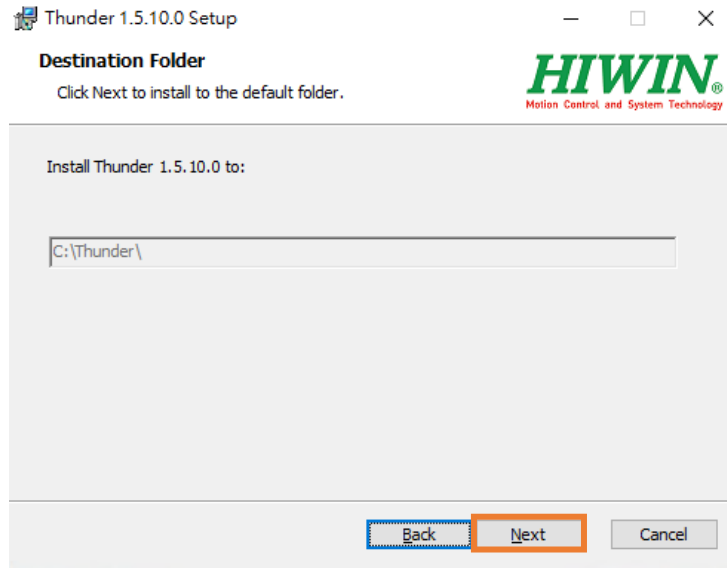 Thunder 1.5.10.0 Setup
Destination Folder
Click Next to install to the default folder.
HIWIN®
Motion Control and System Technology
Install Thunder 1.5.10.0 to:
C:\Thunder\
Back Next Cancel